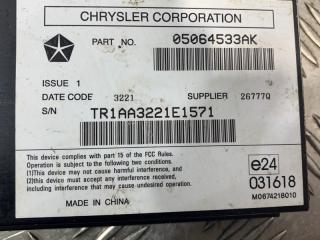 CHRYSLER CORPORATION
PART NO. 05064533AK
ISSUE 1
DATE CODE 3221 SUPPLIER 26777Q
S/N TR1AA3221E1571
This device complies with part 15 of the FCC Rules.
Operation is subject to the following two conditions.
(1)This device may not cause harmful interference, and
(2)This device must accept any interference received,
including interference that may cause undesired operation.
MADE IN CHINA
e24
031618
M0674218010